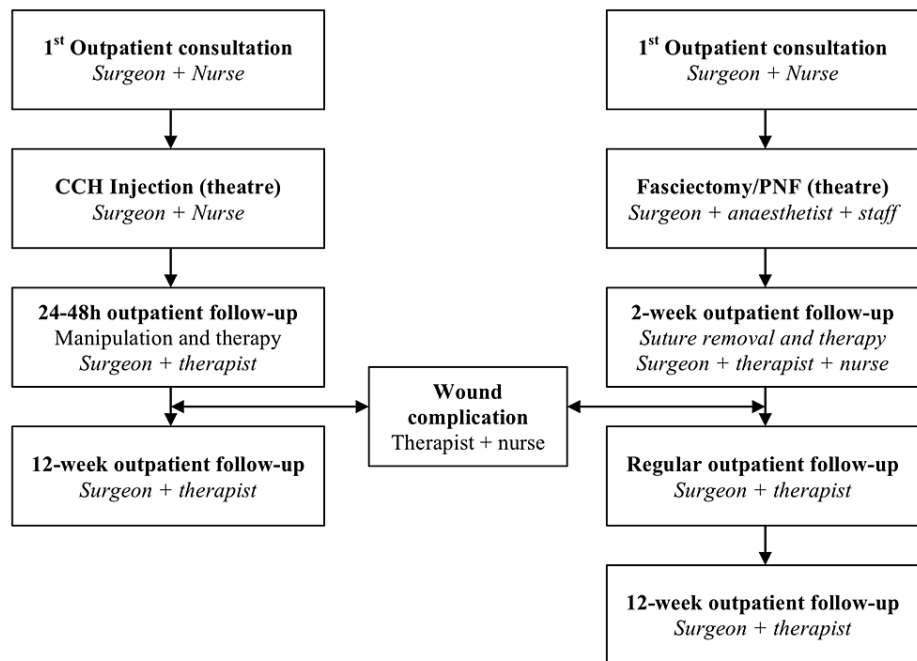 1st Outpatient consultation
Surgeon + Nurse
CCH Injection (theatre)
Surgeon + Nurse
24-48h outpatient follow-up
Manipulation and therapy
Surgeon + therapist
12-week outpatient follow-up
Surgeon + therapist
Wound
complication
Therapist + nurse
1st Outpatient consultation
Surgeon + Nurse
Fasciectomy/PNF (theatre)
Surgeon + anaesthetist + staff
2-week outpatient follow-up
Suture removal and therapy
Surgeon + therapist + nurse
Regular outpatient follow-up
Surgeon + therapist
12-week outpatient follow-up
Surgeon + therapist